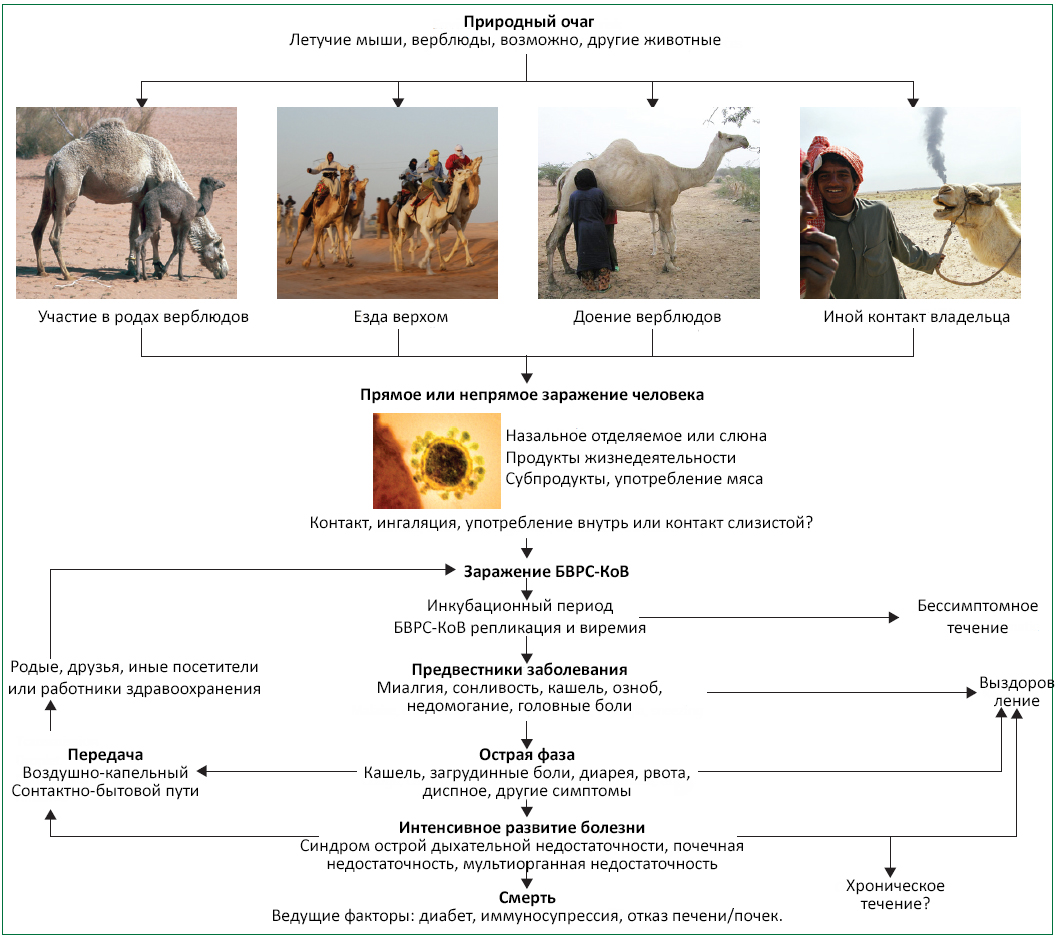 Природный очаг
Летучие мыши, верблюды, возможно, другие животные
Участие в родах верблюдов
Езда верхом
Доение верблюдов
Иной контакт владельца
Прямое или непрямое заражение человека
Назальное отделяемое или слюна
Продукты жизнедеятельности
Субпродукты, употребление мяса
Контакт, ингаляция, употребление внутрь или контакт слизистой?
Заражение БВРС-КоВ
Инкубационный период
БВРС-КоВ репликация и виремия
Бессимптомное
течение
Родые, друзья, иные посетители
или работники здравоохранения
Предвестники заболевания
Миалгия, сонливость, кашель, озноб,
недомогание, головные боли
Выздоров
ление
Передача
Воздушно-капельный
Сонтактно-бытовой пути
Острая фаза
Кашель, загрудинные боли, диарея, рвота,
диспное, другие симптомы
Интенсивное развитие болезни
Синдром острой дыхательной недостаточности, почечная
недостаточность, мультиорганная недостаточность
Хроническое
течение?
Смерть
Ведущие факторы: диабет, иммуносупрессия, отказ печени/почек.